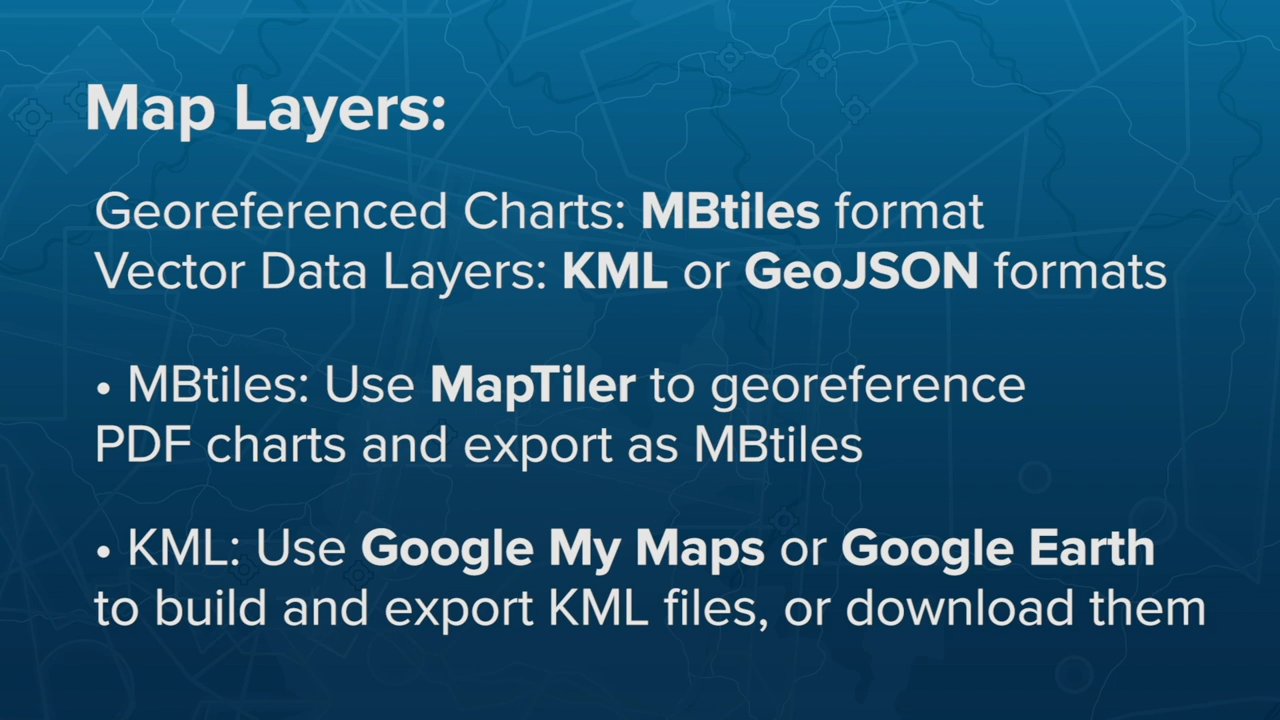 Map Layers:
Georeferenced Charts: MBtiles format
Vector Data Layers: KML or GeoJSON formats
• MBtiles: Use MapTiler to georeference
PDF charts and export as MBtiles
• KML: Use Google My Maps or Google Earth
to build and export KML files, or download them